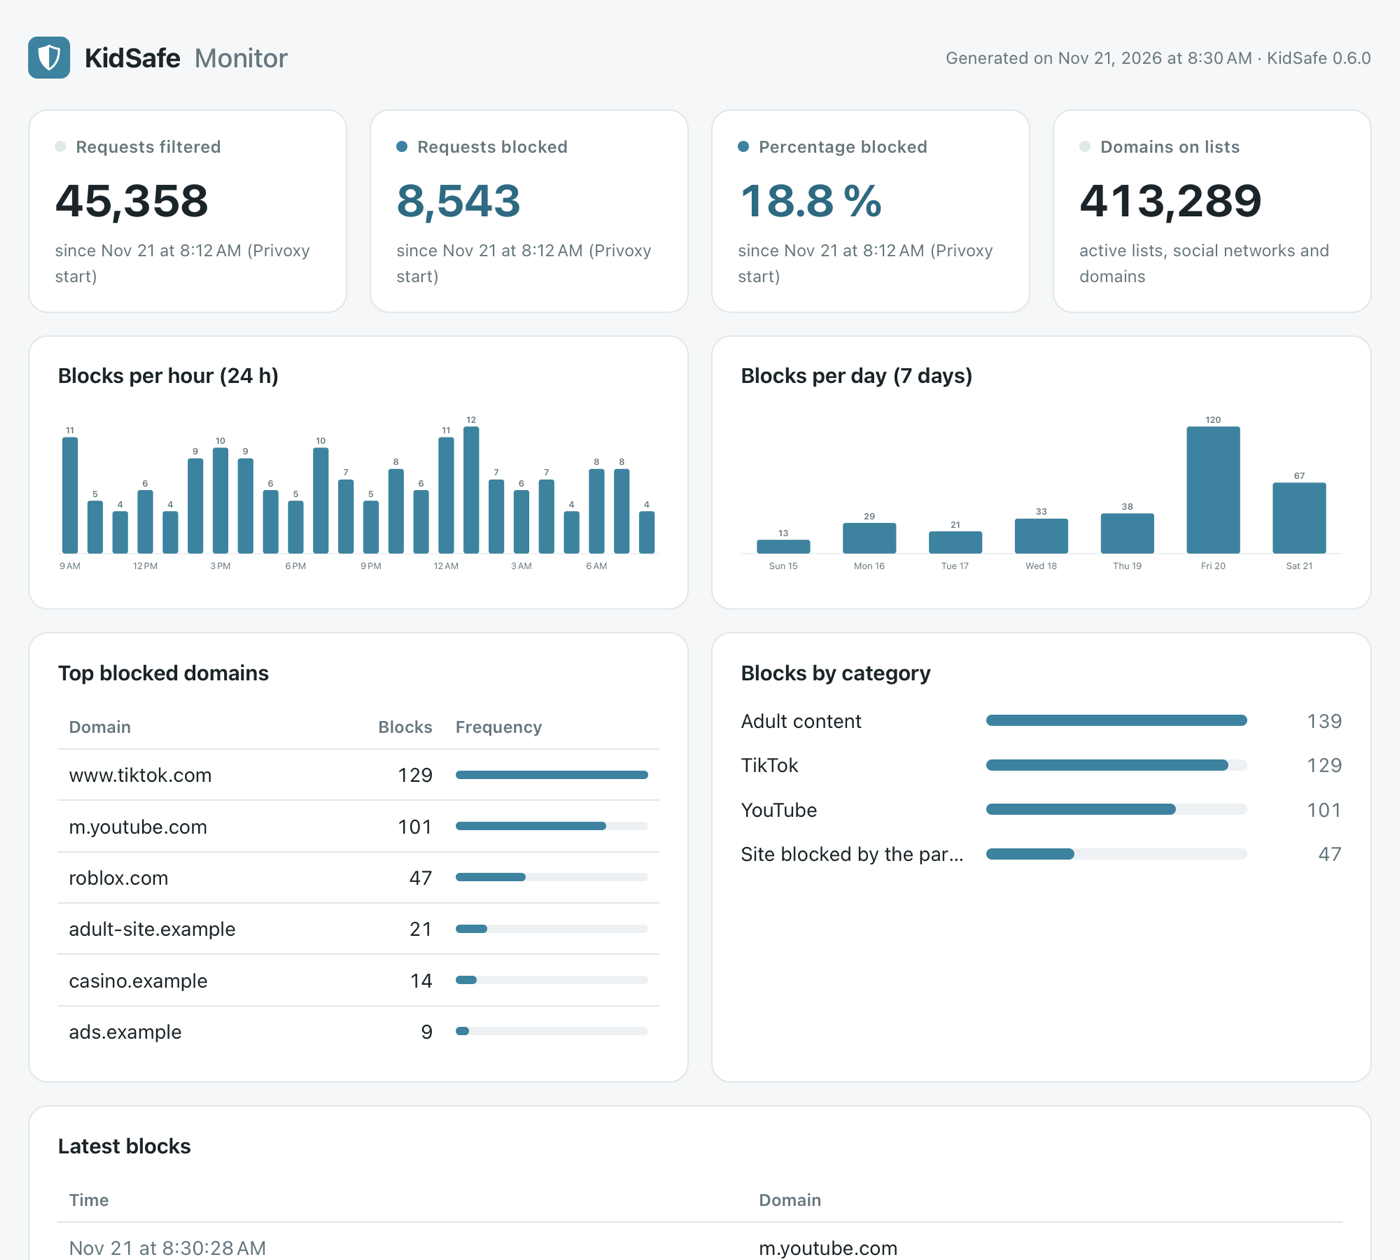 KidSafe Monitor
Generated on Nov 21, 2026 at 8:30 AM · KidSafe 0.6.0
Requests filtered
45,358
since Nov 21 at 8:12 AM (Privoxy
start)
Requests blocked
8,543
since Nov 21 at 8:12 AM (Privoxy
start)
Percentage blocked
18.8 %
since Nov 21 at 8:12 AM (Privoxy
start)
Domains on lists
413,289
active lists, social networks and
domains
Blocks per hour (24 h)
11 5 4 6 4 9 10 9 6 5 10 7 5 8 6 11 12 7 6 7 4 8 8 4
9 AM 12 PM 3 PM 6 PM 9 PM 12 AM 3 AM 6 AM
Blocks per day (7 days)
13 29 21 33 38 120 67
Sun 15 Mon 16 Tue 17 Wed 18 Thu 19 Fri 20 Sat 21
Top blocked domains
Domain Blocks Frequency
www.tiktok.com 129
m.youtube.com 101
roblox.com 47
adult-site.example 21
casino.example 14
ads.example 9
Blocks by category
Adult content 139
TikTok 129
YouTube 101
Site blocked by the par... 47
Latest blocks
Time Domain
Nov 21 at 8:30:28 AM m.youtube.com